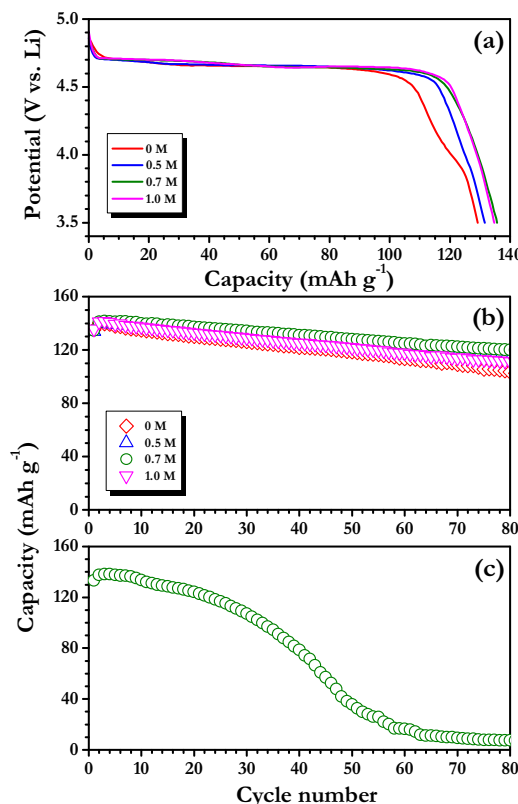 5.0
(a)
4.5
4.0
3.5
Potential (V vs. Li)
0 M
0.5 M
0.7 M
1.0 M
0 20 40 60 80 100 120 140
Capacity (mAh g⁻¹)
160
(b)
120
80
40
0
0 M
0.5 M
0.7 M
1.0 M
0 10 20 30 40 50 60 70 80
Capacity (mAh g⁻¹)
160
(c)
120
80
40
0
0 10 20 30 40 50 60 70 80
Cycle number